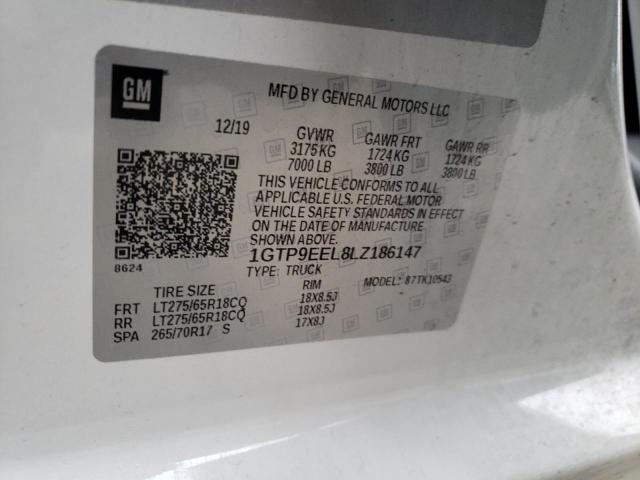 GM
MFD BY GENERAL MOTORS LLC
12/19 GVWR GAWR FRT GAWR RR
3175 KG 1724 KG 1724 KG
7000 LB 3800 LB 3800 LB
THIS VEHICLE CONFORMS TO ALL
APPLICABLE U.S. FEDERAL MOTOR
VEHICLE SAFETY STANDARDS IN EFFECT
ON THE DATE OF MANUFACTURE
SHOWN ABOVE.
8624 1GTP9EEL8LZ186147
TYPE: TRUCK MODEL: 87TK10543
TIRE SIZE RIM
FRT LT275/65R18CQ 18X8.5J
RR LT275/65R18CQ 18X8.5J
SPA 265/70R17 S 17X8J